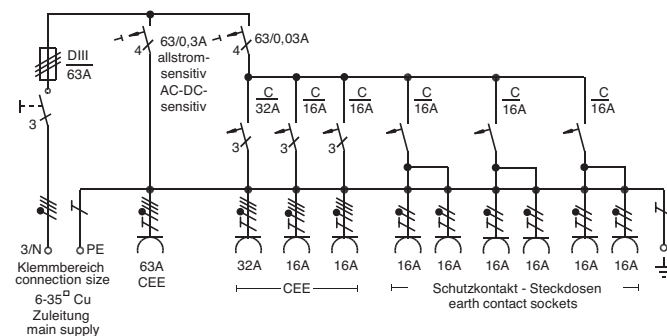 DIII
63A
3
63/0,3A
4
allstrom-
sensitiv
AC-DC-
sensitiv
63/0,03A
4
C
32A
C
16A
C
16A
C
16A
C
16A
C
16A
3
3
3
3/N
PE
Klemmbereich
connection size
6-35□ Cu
Zuleitung
main supply
63A
CEE
32A
16A
16A
CEE
16A
16A
16A
16A
16A
16A
Schutzkontakt - Steckdosen
earth contact sockets